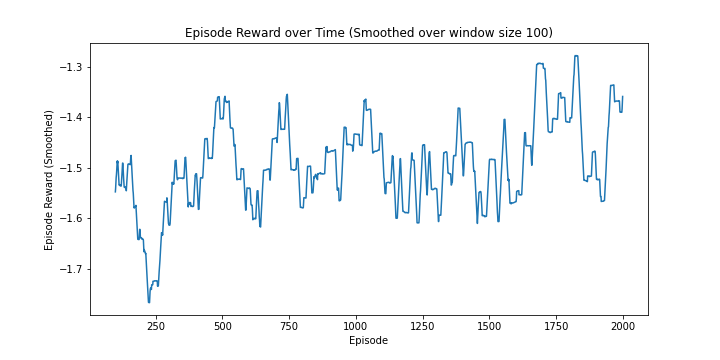 Episode Reward over Time (Smoothed over window size 100)
Episode Reward (Smoothed)
−1.3
−1.4
−1.5
−1.6
−1.7
250 500 750 1000 1250 1500 1750 2000
Episode